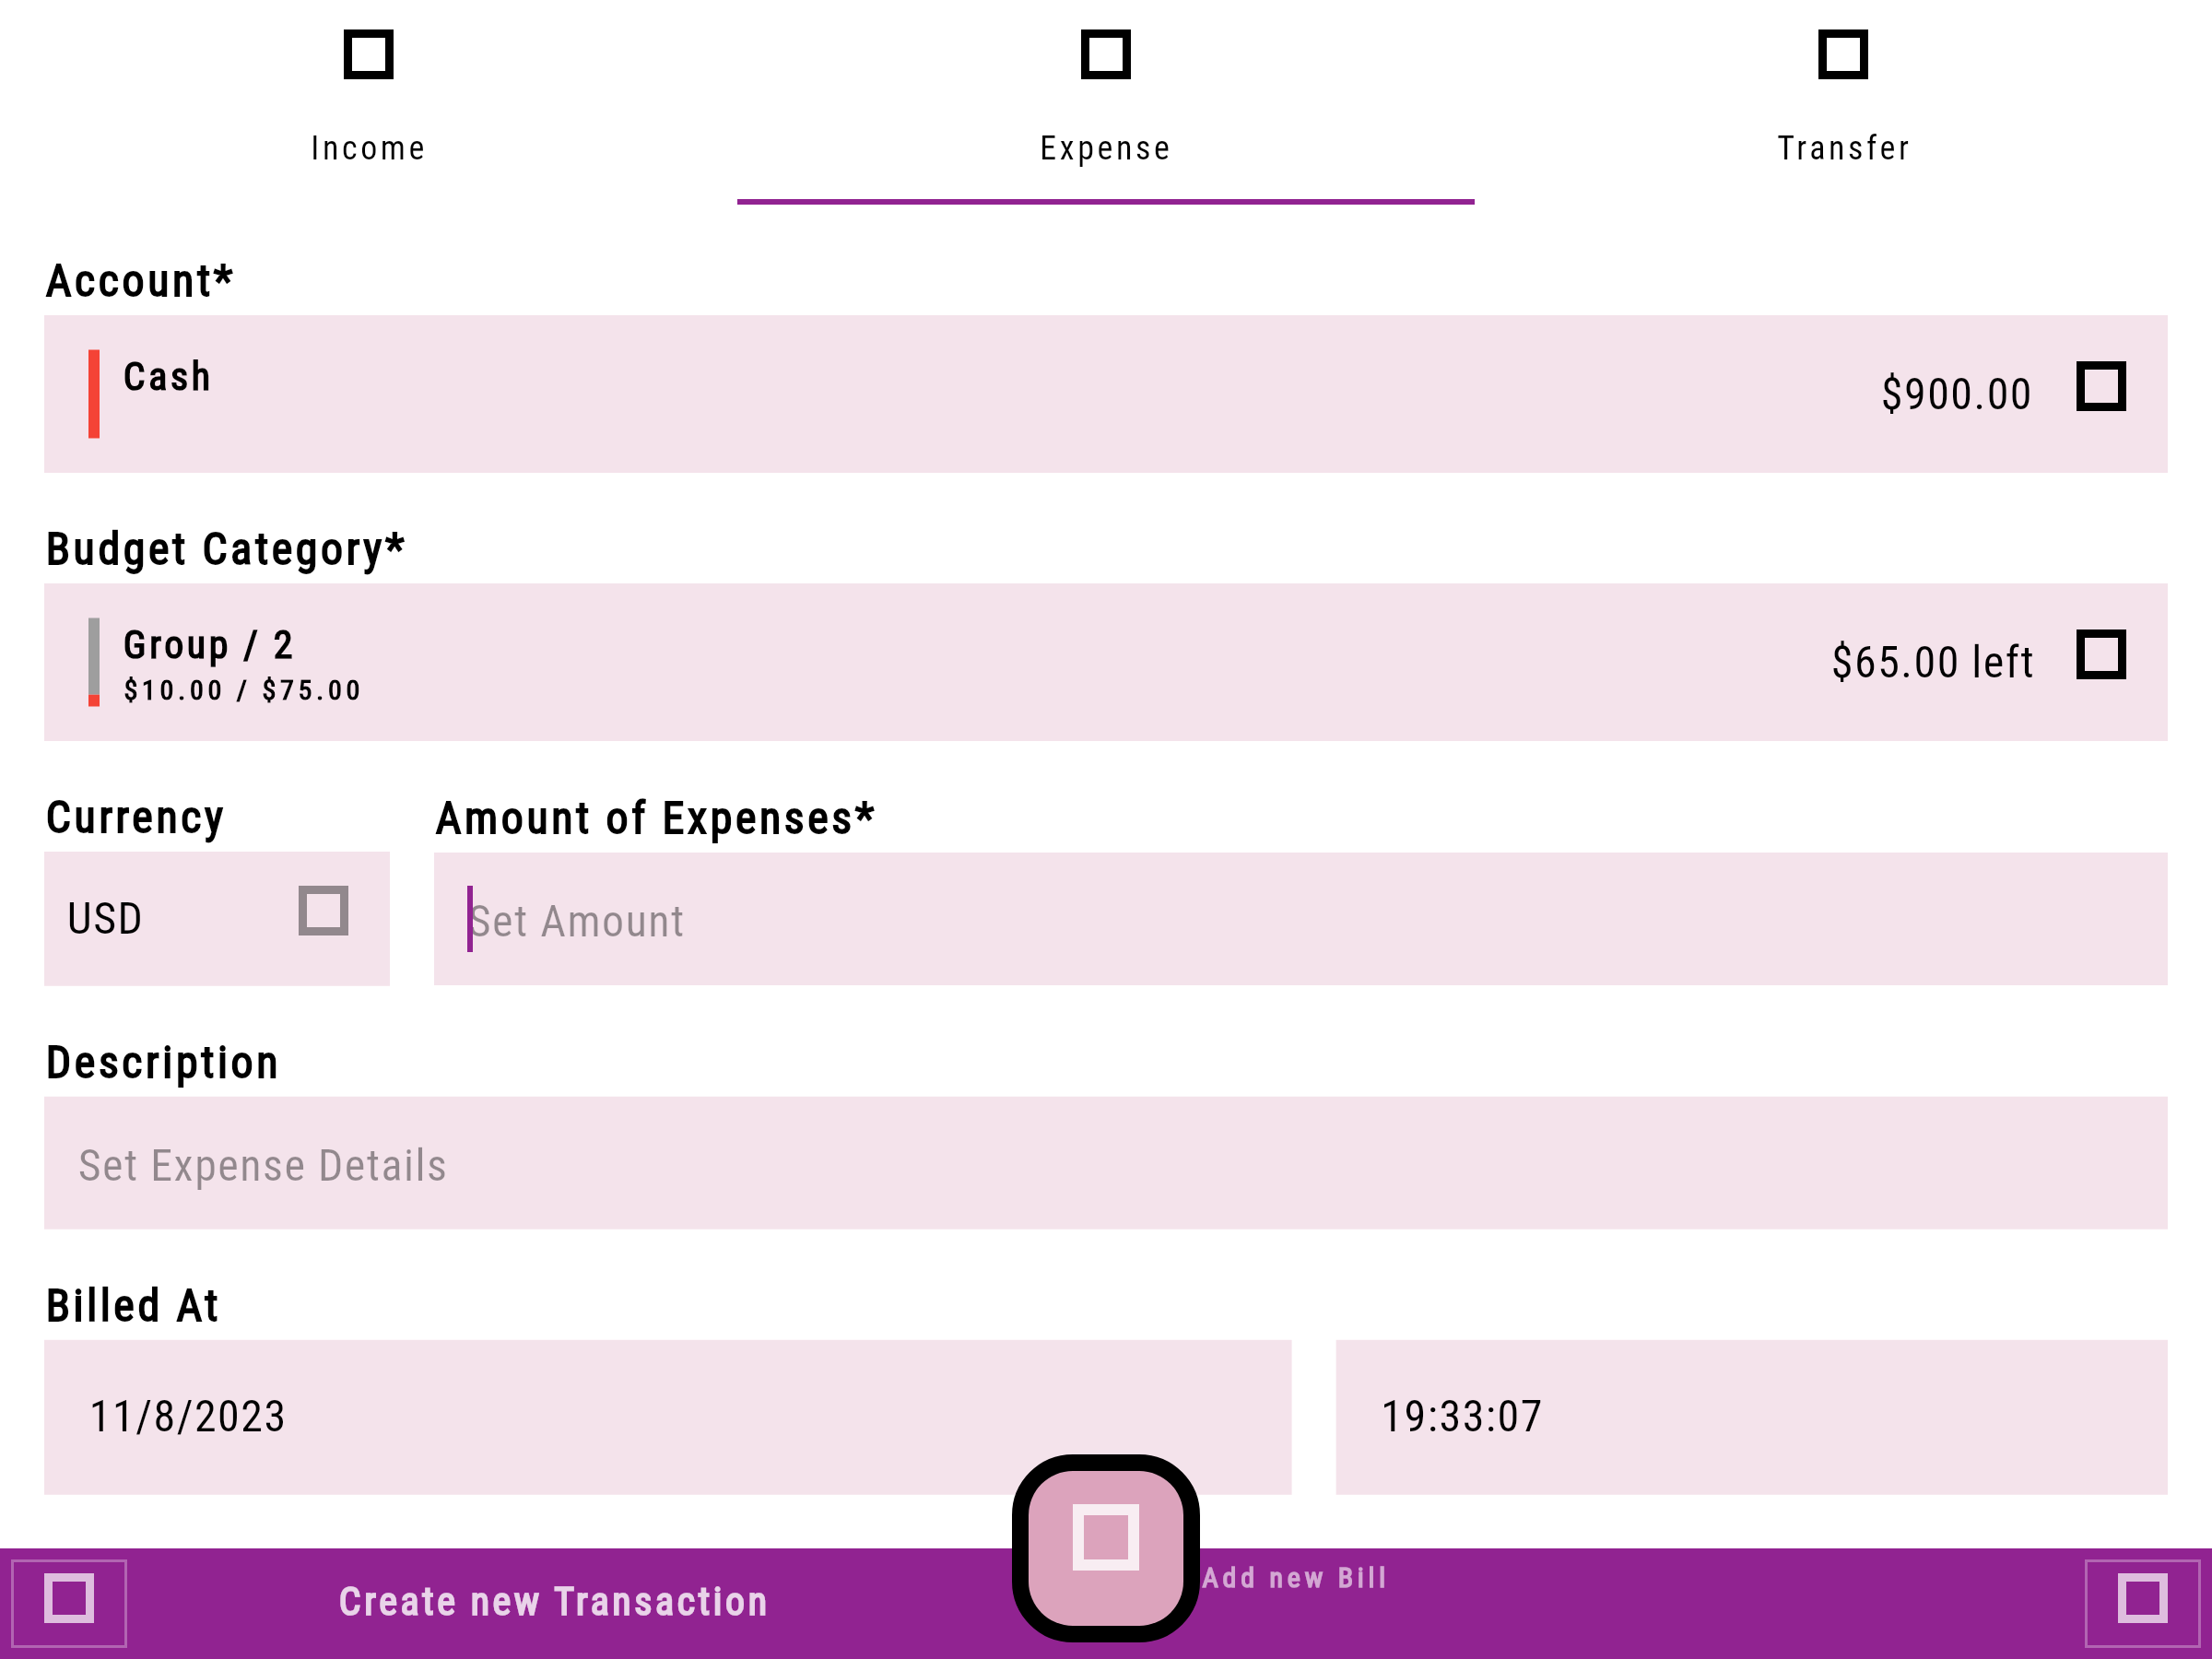 Income
Expense
Transfer
Account*
Cash
$900.00
Budget Category*
Group / 2
$10.00 / $75.00
$65.00 left
Currency
Amount of Expenses*
USD
Set Amount
Description
Set Expense Details
Billed At
11/8/2023
19:33:07
Create new Transaction
Add new Bill